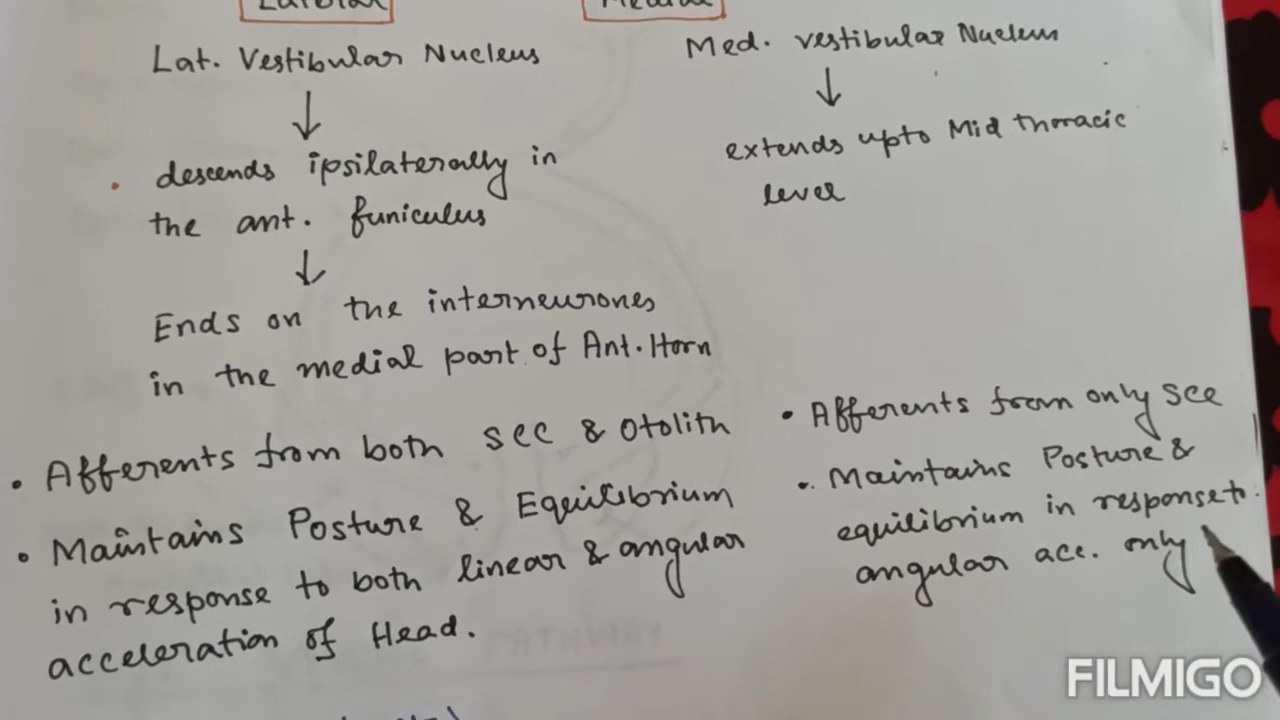 Lateral
Lat. Vestibular Nucleus
↓
• descends ipsilaterally in
the ant. funiculus
↓
Ends on the interneurones
in the medial part of Ant. Horn
• Afferents from both SCC & Otolith
• Maintains Posture & Equilibrium
in response to both linear & angular
acceleration of Head.
Medial
Med. vestibular Nucleus
↓
extends upto Mid thoracic
level
• Afferents from only SCC
• Maintains Posture &
equilibrium in response to
angular acc. only
FILMIGO